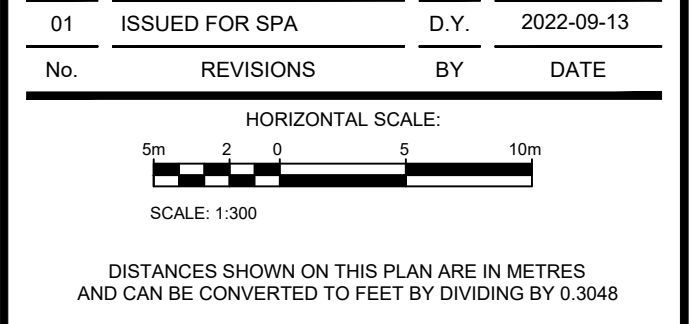 01 ISSUED FOR SPA D.Y. 2022-09-13
No. REVISIONS BY DATE
HORIZONTAL SCALE:
5m 2 0 5 10m
SCALE: 1:300
DISTANCES SHOWN ON THIS PLAN ARE IN METRES
AND CAN BE CONVERTED TO FEET BY DIVIDING BY 0.3048